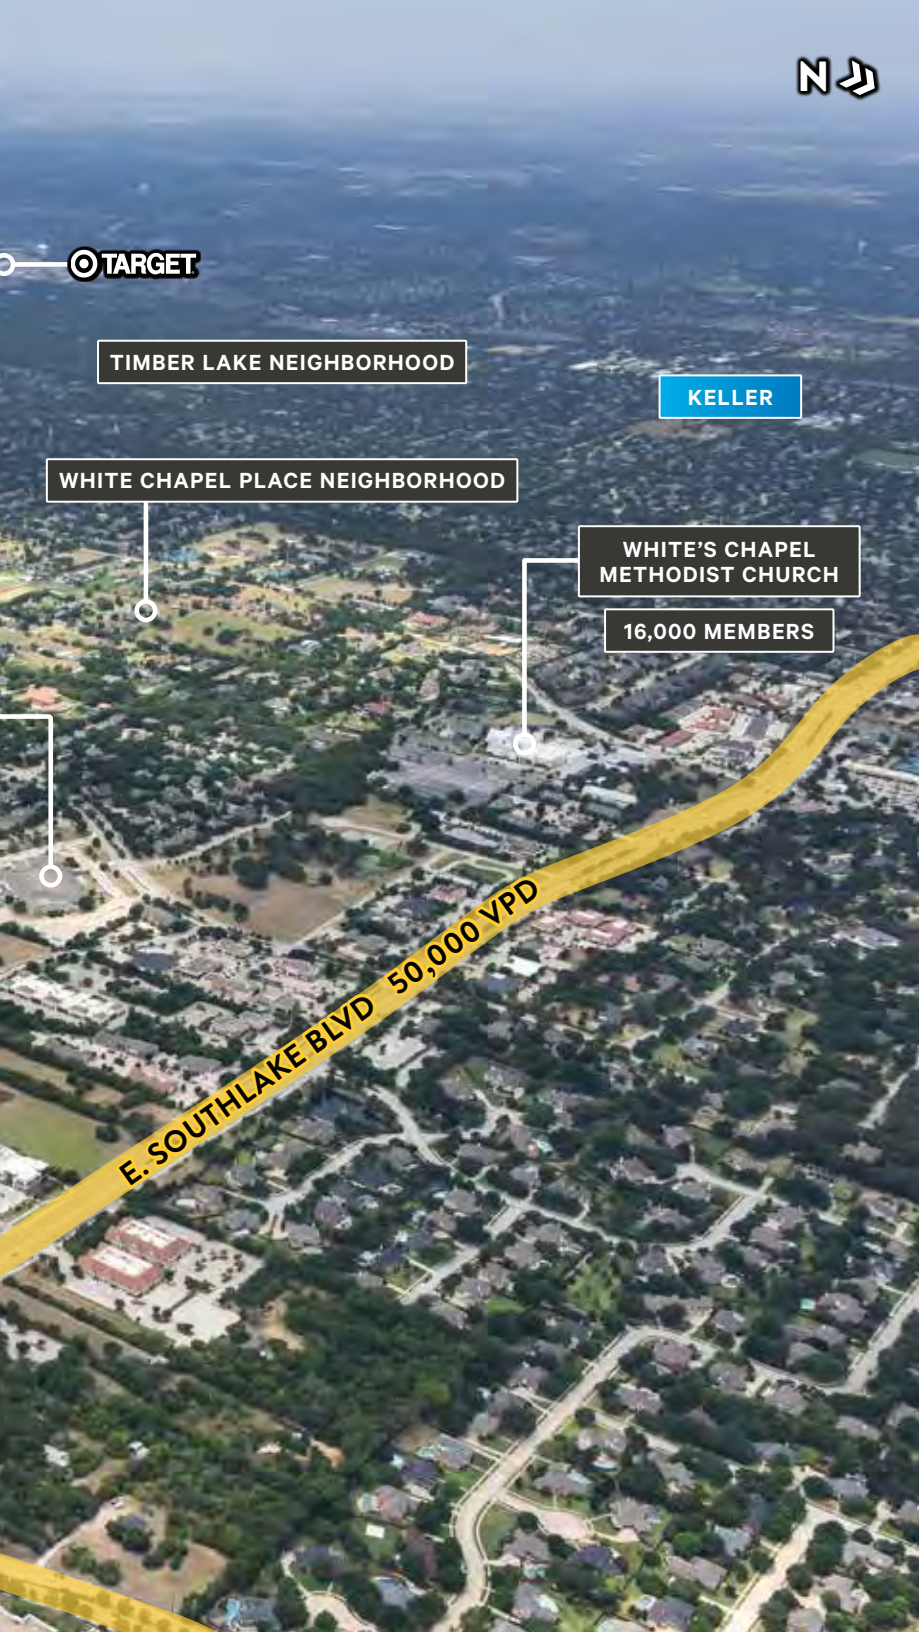 N
TARGET
TIMBER LAKE NEIGHBORHOOD
KELLER
WHITE CHAPEL PLACE NEIGHBORHOOD
WHITE’S CHAPEL
METHODIST CHURCH
16,000 MEMBERS
E. SOUTHLAKE BLVD 50,000 VPD